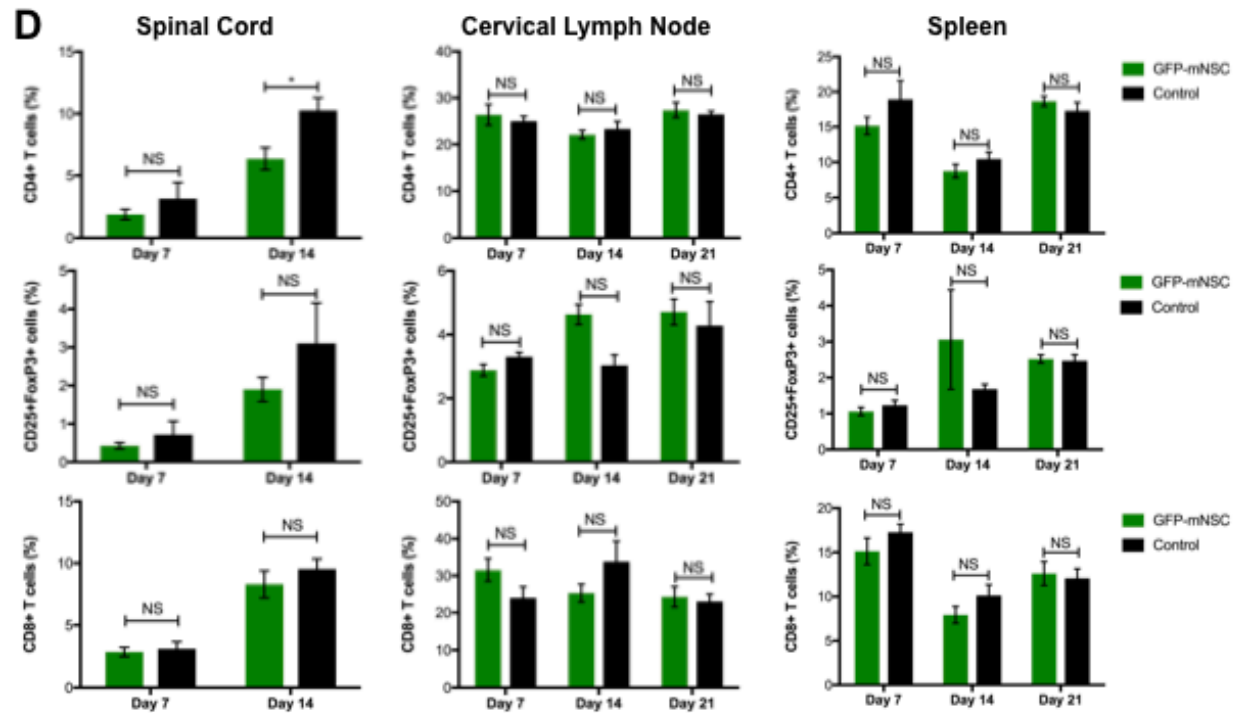 D
Spinal Cord
Cervical Lymph Node
Spleen
CD4+ T cells (%)
15
10
5
0
NS
*
Day 7
Day 14
CD4+ T cells (%)
40
30
20
10
0
NS
NS
NS
Day 7
Day 14
Day 21
CD4+ T cells (%)
25
20
15
10
5
0
NS
NS
NS
Day 7
Day 14
Day 21
GFP-mNSC
Control
CD25+FoxP3+ cells (%)
5
4
3
2
1
0
NS
NS
Day 7
Day 14
CD25+FoxP3+ cells (%)
6
4
2
0
NS
NS
NS
Day 7
Day 14
Day 21
CD25+FoxP3+ cells (%)
5
4
3
2
1
0
NS
NS
NS
Day 7
Day 14
Day 21
GFP-mNSC
Control
CD8+ T cells (%)
15
10
5
0
NS
NS
Day 7
Day 14
CD8+ T cells (%)
50
40
30
20
10
0
NS
NS
NS
Day 7
Day 14
Day 21
CD8+ T cells (%)
20
15
10
5
0
NS
NS
NS
Day 7
Day 14
Day 21
GFP-mNSC
Control